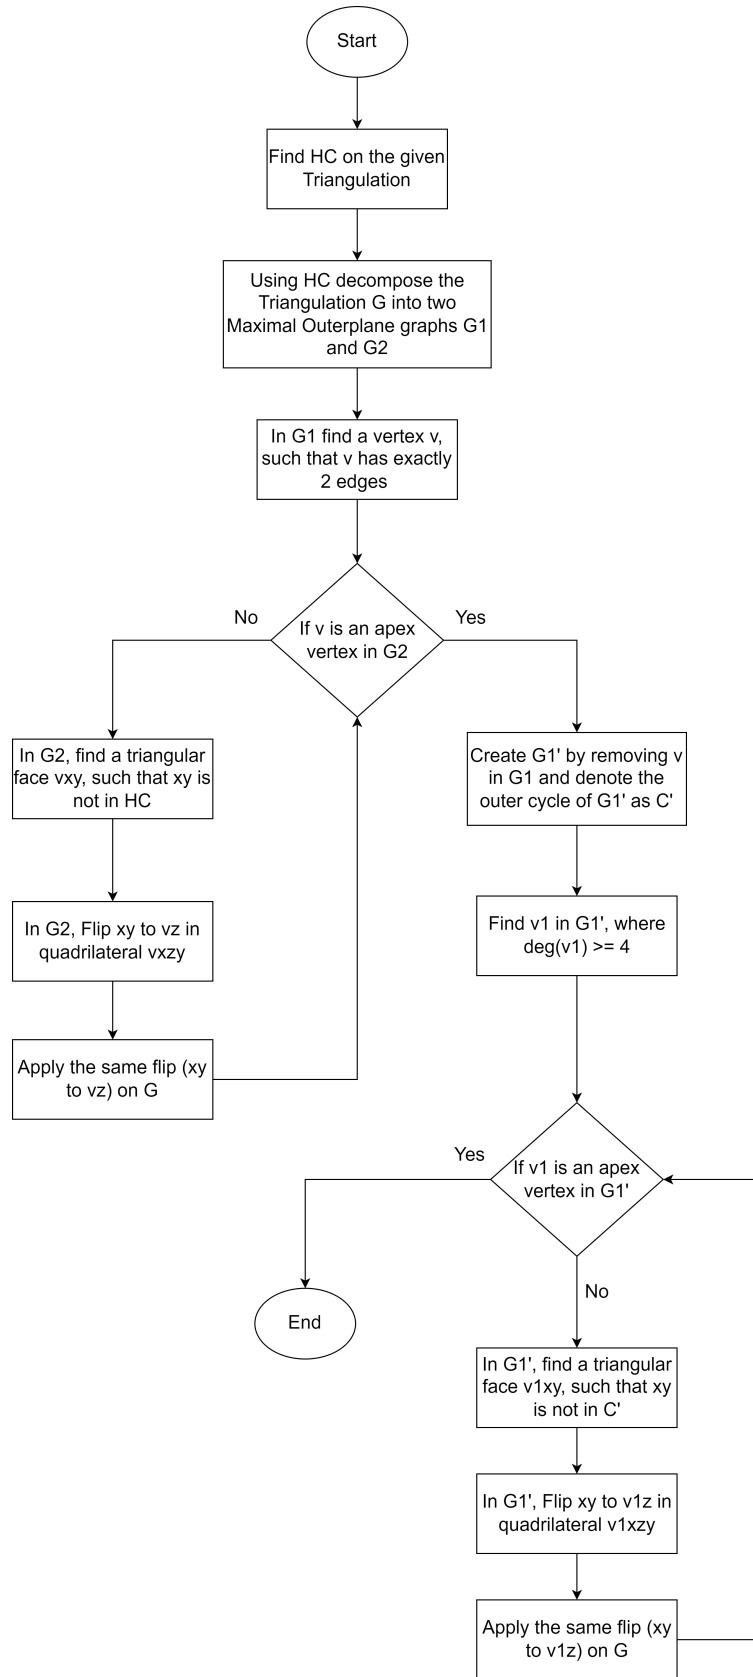 Start
Find HC on the given
Triangulation
Using HC decompose the
Triangulation G into two
Maximal Outerplane graphs G1
and G2
In G1 find a vertex v,
such that v has exactly
2 edges
If v is an apex
vertex in G2
No
Yes
In G2, find a triangular
face vxy, such that xy is
not in HC
In G2, Flip xy to vz in
quadrilateral vxzy
Apply the same flip (xy
to vz) on G
Create G1' by removing v
in G1 and denote the
outer cycle of G1' as C'
Find v1 in G1', where
deg(v1) >= 4
If v1 is an apex
vertex in G1'
Yes
End
No
In G1', find a triangular
face v1xy, such that xy
is not in C'
In G1', Flip xy to v1z in
quadrilateral v1xzy
Apply the same flip (xy
to v1z) on G